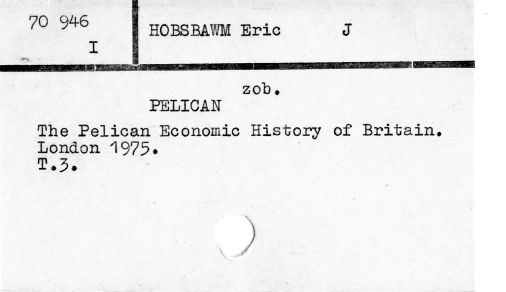 70 946
I
HOBSBAWM Eric J
zob.
PELICAN
The Pelican Economic History of Britain.
London 1975.
T.3.